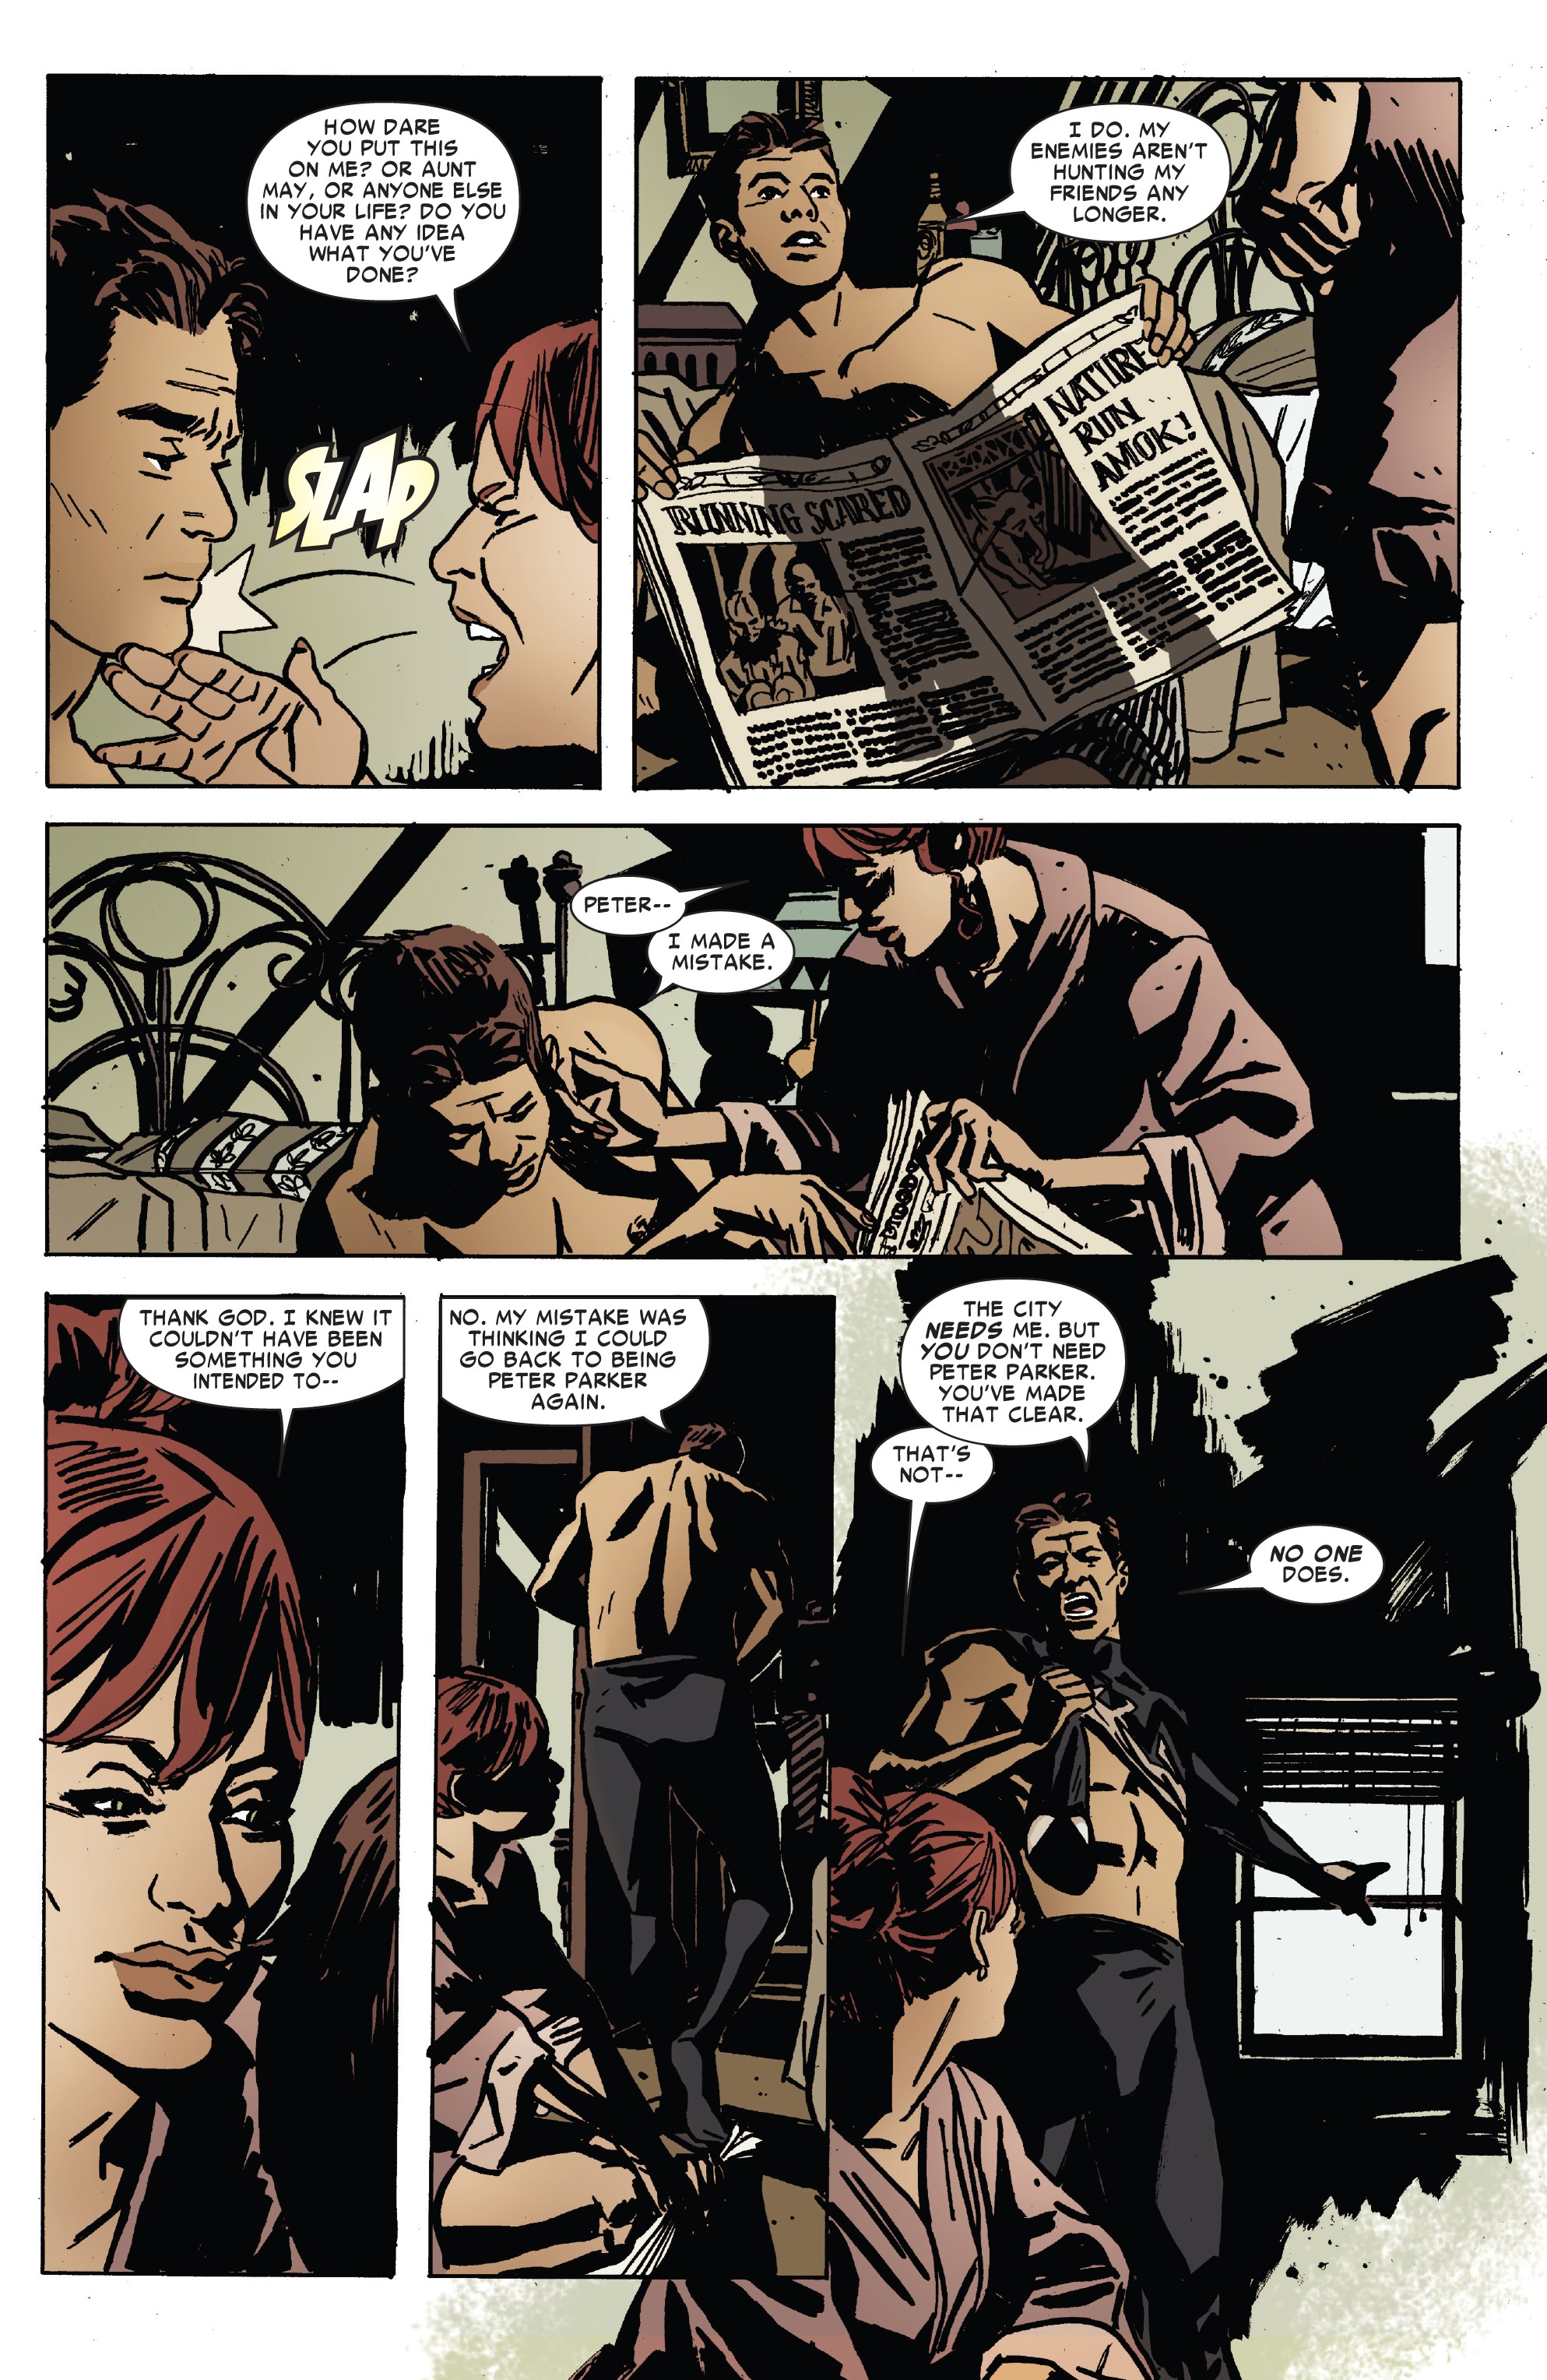 HOW DARE
YOU PUT THIS
ON ME? OR AUNT
MAY, OR ANYONE ELSE
IN YOUR LIFE? DO YOU
HAVE ANY IDEA
WHAT YOU'VE
DONE?
SLAP
I DO. MY
ENEMIES AREN'T
HUNTING MY
FRIENDS ANY
LONGER.
NATURE
RUN
AMOK!
RUNNING SCARED
PETER--
I MADE A
MISTAKE.
THANK GOD. I KNEW IT
COULDN'T HAVE BEEN
SOMETHING YOU
INTENDED TO--
NO. MY MISTAKE WAS
THINKING I COULD
GO BACK TO BEING
PETER PARKER
AGAIN.
THE CITY
NEEDS ME. BUT
YOU DON'T NEED
PETER PARKER.
YOU'VE MADE
THAT CLEAR.
THAT'S
NOT--
NO ONE
DOES.